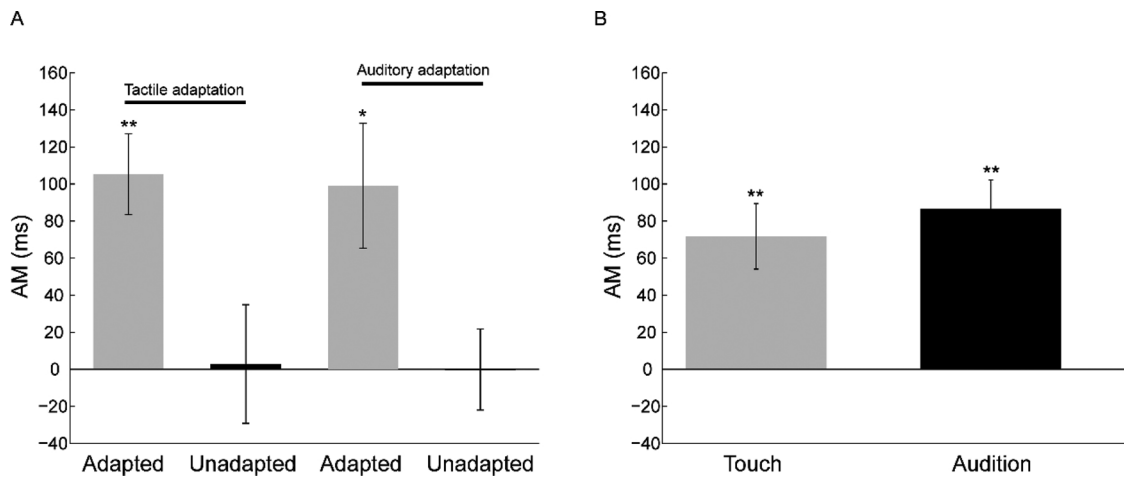 A
B
160
140
120
100
80
60
40
20
0
−20
−40
AM (ms)
Tactile adaptation
Auditory adaptation
**
*
Adapted
Unadapted
Adapted
Unadapted
160
140
120
100
80
60
40
20
0
−20
−40
AM (ms)
**
**
Touch
Audition